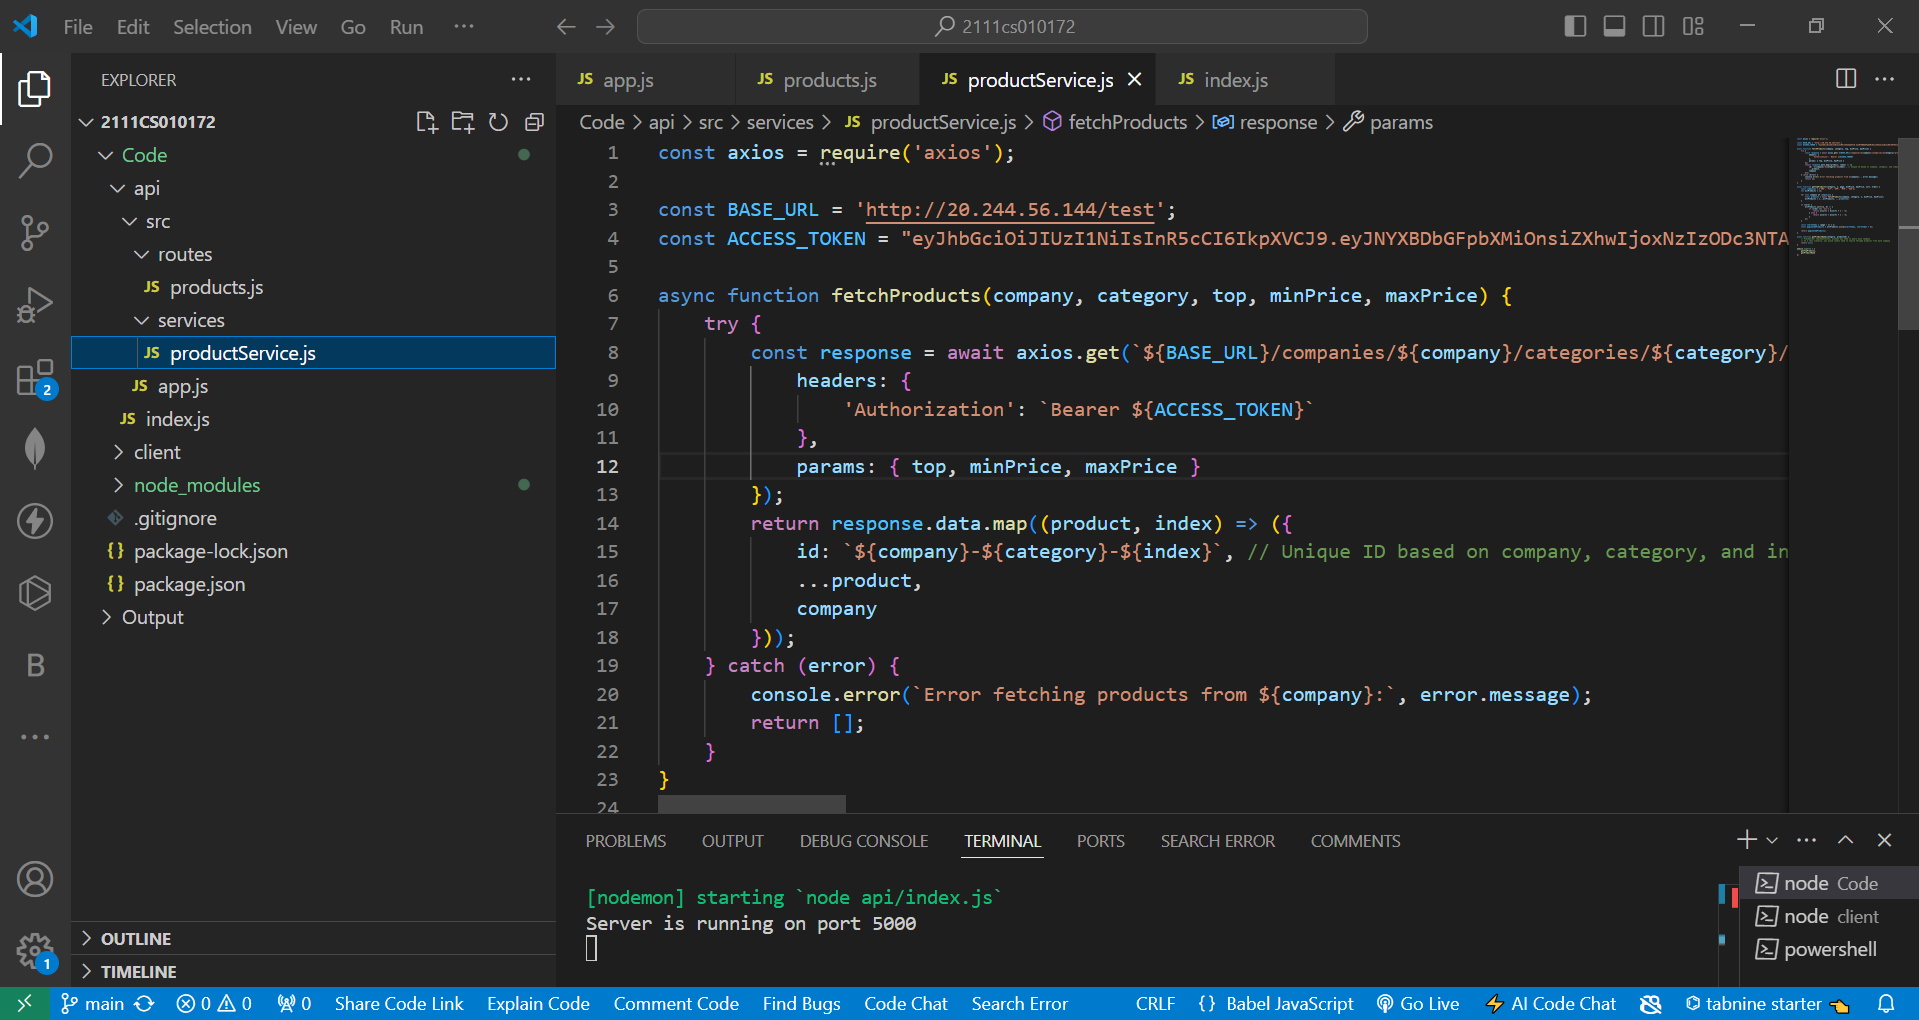 File Edit Selection View Go Run ··· 2111cs010172
EXPLORER ···
2111CS010172
Code
api
src
routes
JS products.js
services
JS productService.js
JS app.js
JS index.js
client
node_modules
.gitignore
{} package-lock.json
{} package.json
Output
OUTLINE
TIMELINE
2
B
1
JS app.js JS products.js JS productService.js JS index.js ···
Code > api > src > services > JS productService.js > fetchProducts > response > params
1 const axios = require('axios');
2
3 const BASE_URL = 'http://20.244.56.144/test';
4 const ACCESS_TOKEN = "eyJhbGciOiJIUzI1NiIsInR5cCI6IkpXVCJ9.eyJNYXBDbGFpbXMiOnsiZXhwIjoxNzIzODc3NTA
5
6 async function fetchProducts(company, category, top, minPrice, maxPrice) {
7 try {
8 const response = await axios.get(`${BASE_URL}/companies/${company}/categories/${category}/
9 headers: {
10 'Authorization': `Bearer ${ACCESS_TOKEN}`
11 },
12 params: { top, minPrice, maxPrice }
13 });
14 return response.data.map((product, index) => ({
15 id: `${company}-${category}-${index}`, // Unique ID based on company, category, and in
16 ...product,
17 company
18 }));
19 } catch (error) {
20 console.error(`Error fetching products from ${company}:`, error.message);
21 return [];
22 }
23 }
24
PROBLEMS OUTPUT DEBUG CONSOLE TERMINAL PORTS SEARCH ERROR COMMENTS
[nodemon] starting `node api/index.js`
Server is running on port 5000
node Code
node client
powershell
main 0 0 0 Share Code Link Explain Code Comment Code Find Bugs Code Chat Search Error CRLF {} Babel JavaScript Go Live AI Code Chat tabnine starter